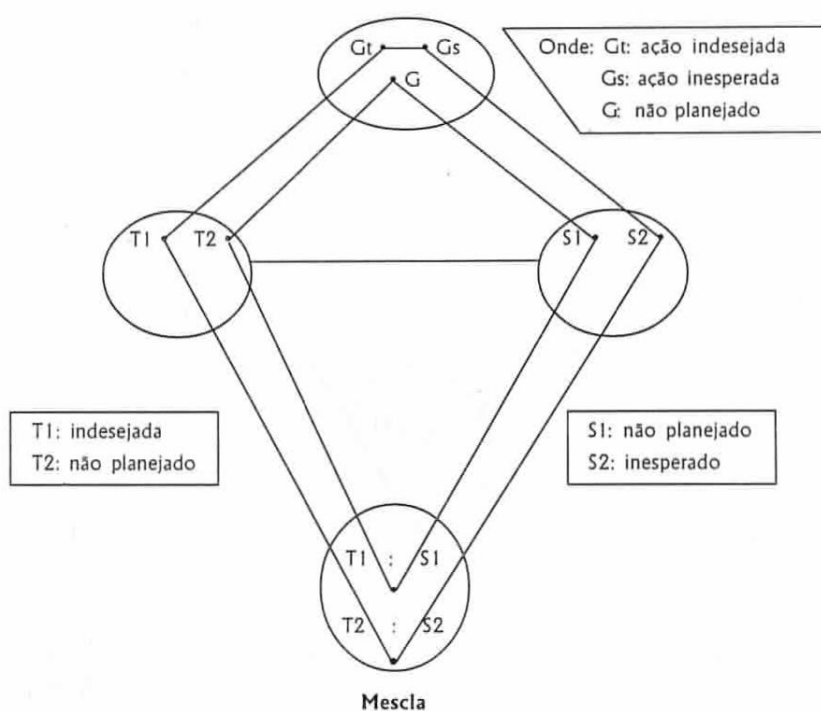 Gt Gs
G
Onde: Gt: ação indesejada
Gs: ação inesperada
G: não planejado
T1 T2
S1 S2
T1: indesejada
T2: não planejado
S1: não planejado
S2: inesperado
T1 : S1
T2 : S2
Mescla